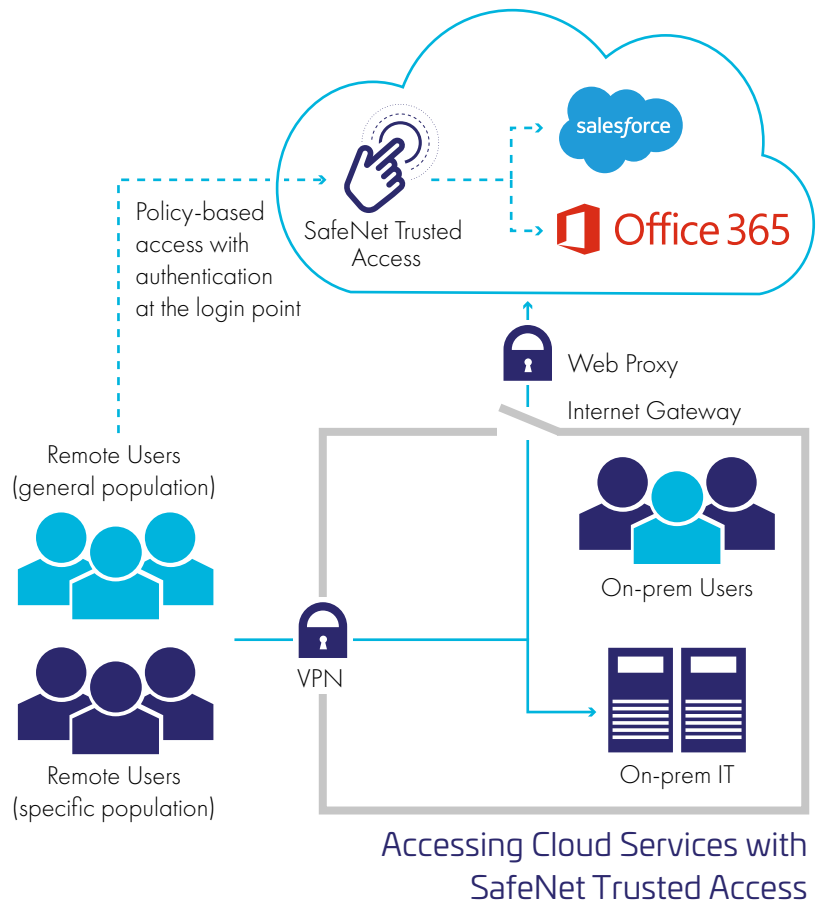 salesforce
Office 365
SafeNet Trusted
Access
Policy-based
access with
authentication
at the login point
Web Proxy
Internet Gateway
Remote Users
(general population)
On-prem Users
VPN
On-prem IT
Remote Users
(specific population)
Accessing Cloud Services with
SafeNet Trusted Access